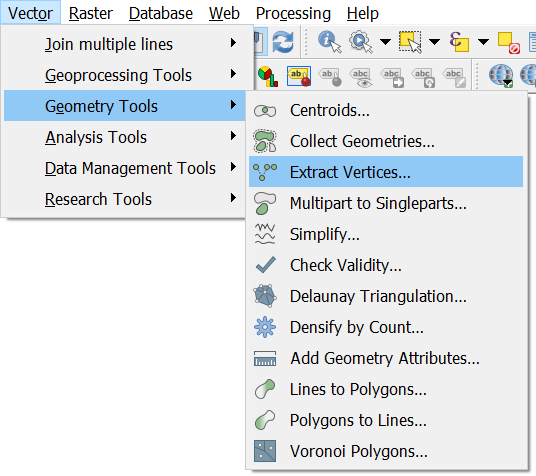 Vector Raster Database Web Processing Help
Join multiple lines
Geoprocessing Tools
Geometry Tools
Analysis Tools
Data Management Tools
Research Tools
Centroids...
Collect Geometries...
Extract Vertices...
Multipart to Singleparts...
Simplify...
Check Validity...
Delaunay Triangulation...
Densify by Count...
Add Geometry Attributes...
Lines to Polygons...
Polygons to Lines...
Voronoi Polygons...